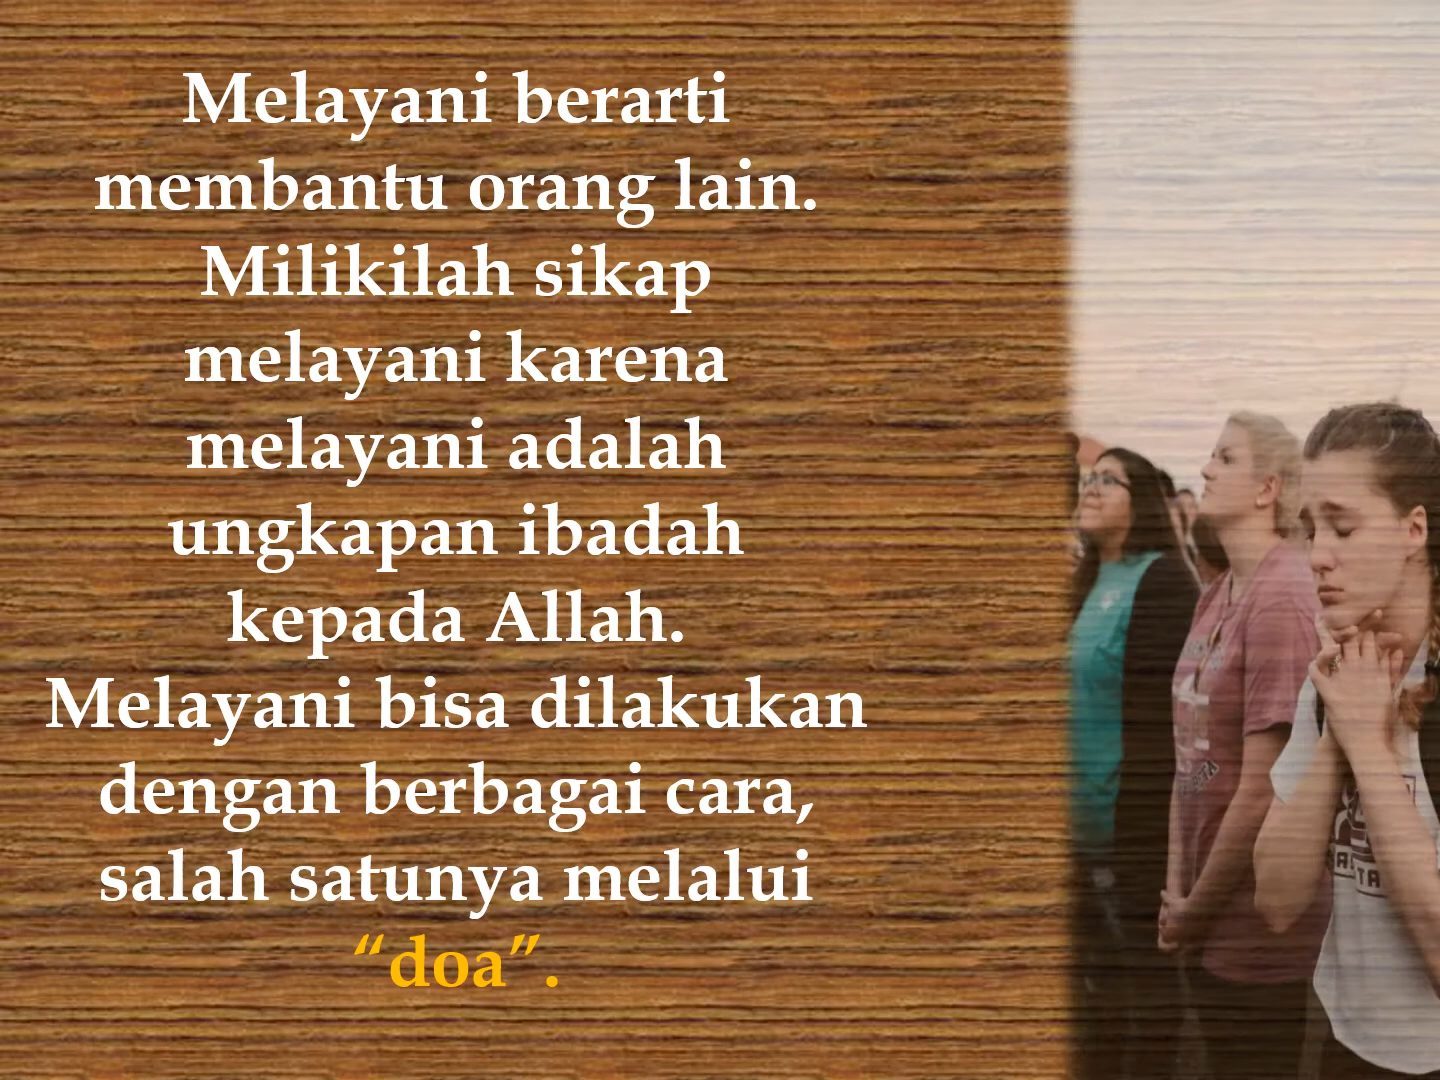 Melayani berarti
membantu orang lain.
Milikilah sikap
melayani karena
melayani adalah
ungkapan ibadah
kepada Allah.
Melayani bisa dilakukan
dengan berbagai cara,
salah satunya melalui
“doa”.